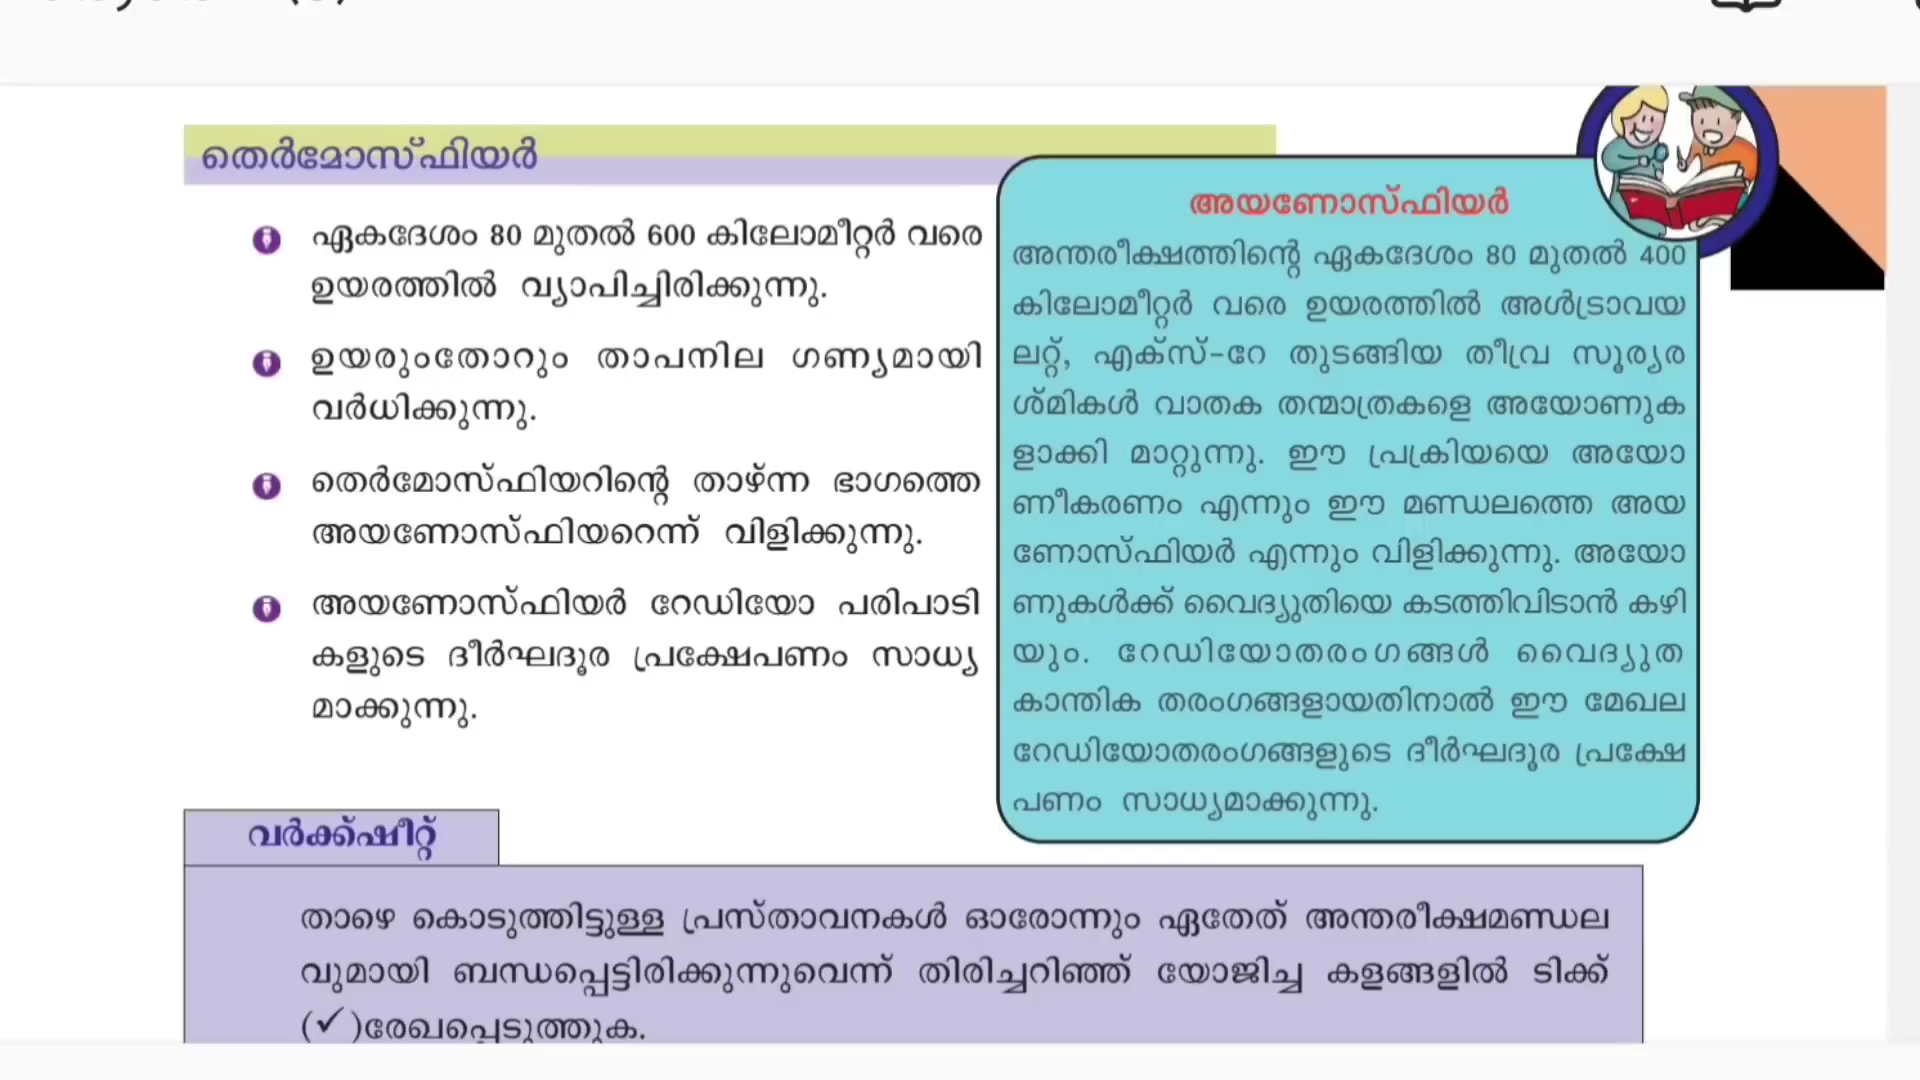 തെർമോസ്ഫിയർ
ഏകദേശം 80 മുതൽ 600 കിലോമീറ്റർ വരെ
ഉയരത്തിൽ വ്യാപിച്ചിരിക്കുന്നു.
ഉയരുംതോറും താപനില ഗണ്യമായി
വർധിക്കുന്നു.
തെർമോസ്ഫിയറിന്റെ താഴ്ന്ന ഭാഗത്തെ
അയണോസ്ഫിയറെന്ന് വിളിക്കുന്നു.
അയണോസ്ഫിയർ റേഡിയോ പരിപാടി
കളുടെ ദീർഘദൂര പ്രക്ഷേപണം സാധ്യ
മാക്കുന്നു.
അയണോസ്ഫിയർ
അന്തരീക്ഷത്തിന്റെ ഏകദേശം 80 മുതൽ 400
കിലോമീറ്റർ വരെ ഉയരത്തിൽ അൾട്രാവയ
ലറ്റ്, എക്സ്-റേ തുടങ്ങിയ തീവ്ര സൂര്യര
ശ്മികൾ വാതക തന്മാത്രകളെ അയോണുക
ളാക്കി മാറ്റുന്നു. ഈ പ്രക്രിയയെ അയോ
ണീകരണം എന്നും ഈ മണ്ഡലത്തെ അയ
ണോസ്ഫിയർ എന്നും വിളിക്കുന്നു. അയോ
ണുകൾക്ക് വൈദ്യുതിയെ കടത്തിവിടാൻ കഴി
യും. റേഡിയോതരംഗങ്ങൾ വൈദ്യുത
കാന്തിക തരംഗങ്ങളായതിനാൽ ഈ മേഖല
റേഡിയോതരംഗങ്ങളുടെ ദീർഘദൂര പ്രക്ഷേ
പണം സാധ്യമാക്കുന്നു.
വർക്ക്ഷീറ്റ്
താഴെ കൊടുത്തിട്ടുള്ള പ്രസ്താവനകൾ ഓരോന്നും ഏതേത് അന്തരീക്ഷമണ്ഡല
വുമായി ബന്ധപ്പെട്ടിരിക്കുന്നുവെന്ന് തിരിച്ചറിഞ്ഞ് യോജിച്ച കളങ്ങളിൽ ടിക്ക്
(✓)രേഖപ്പെടുത്തുക.